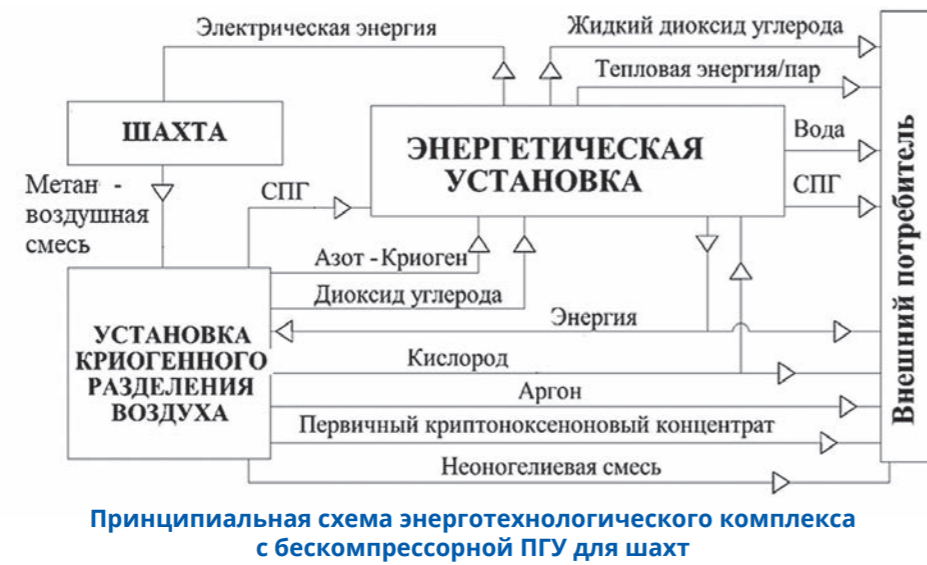 Электрическая энергия
Жидкий диоксид углерода
Тепловая энергия/пар
ШАХТА
ЭНЕРГЕТИЧЕСКАЯ
УСТАНОВКА
Вода
СПГ
Внешний потребитель
Метан -
воздушная
смесь
СПГ
Азот - Криоген
Диоксид углерода
Энергия
УСТАНОВКА
КРИОГЕННОГО
РАЗДЕЛЕНИЯ
ВОЗДУХА
Кислород
Аргон
Первичный криптоноксеноновый концентрат
Неоногелиевая смесь
Принципиальная схема энерготехнологического комплекса
с бескомпрессорной ПГУ для шахт